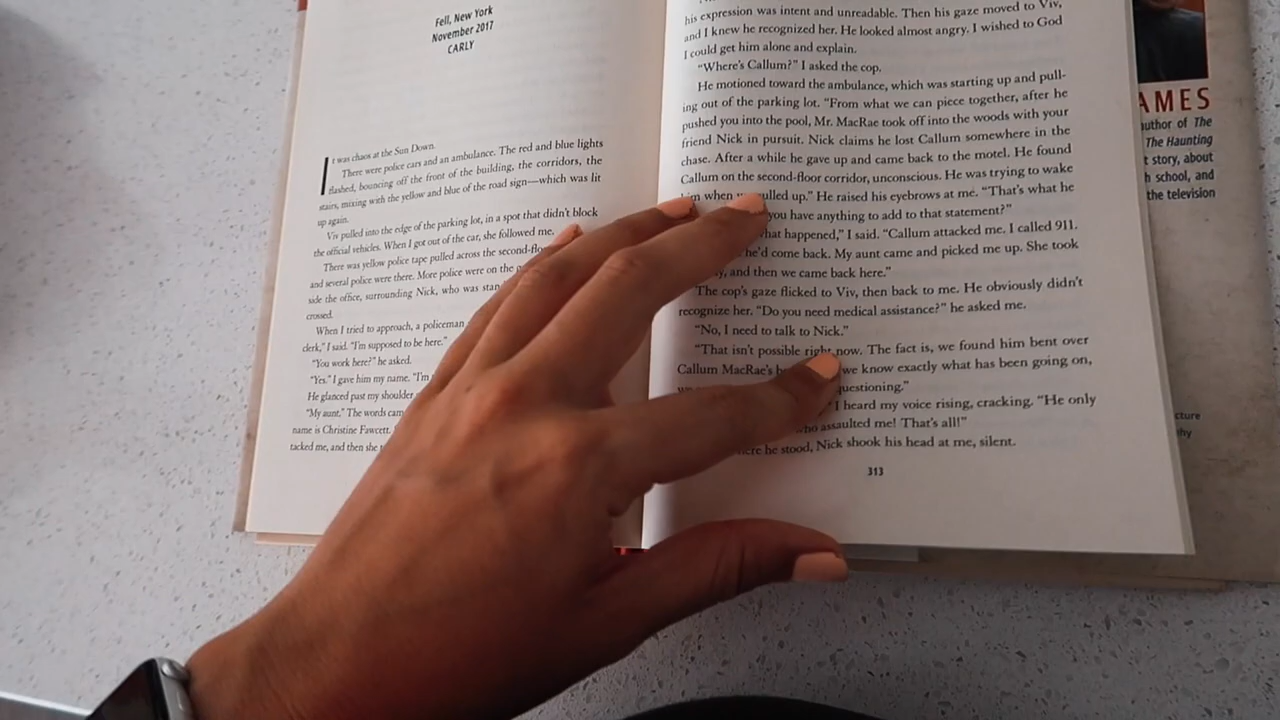 Fell, New York
November 2017
CARLY
It was chaos at the Sun Down.
There were police cars and an ambulance. The red and blue lights
flashed, bouncing off the front of the building, the corridors, the
stairs, mixing with the yellow and blue of the road sign—which was lit
up again.
Viv pulled into the edge of the parking lot, in a spot that didn't block
the official vehicles. When I got out of the car, she followed me.
There was yellow police tape pulled across the second-floo
and several police were there. More police were on the
side the office, surrounding Nick, who was stan
crossed.
When I tried to approach, a policeman
clerk," I said. "I'm supposed to be here."
"You work here?" he asked.
"Yes." I gave him my name. "I'm
He glanced past my shoulder
"My aunt." The words cam
name is Christine Fawcett.
tacked me, and then she
his expression was intent and unreadable. Then his gaze moved to Viv,
and I knew he recognized her. He looked almost angry. I wished to God
I could get him alone and explain.
"Where's Callum?" I asked the cop.
He motioned toward the ambulance, which was starting up and pull-
ing out of the parking lot. "From what we can piece together, after he
pushed you into the pool, Mr. MacRae took off into the woods with your
friend Nick in pursuit. Nick claims he lost Callum somewhere in the
chase. After a while he gave up and came back to the motel. He found
Callum on the second-floor corridor, unconscious. He was trying to wake
him when pulled up." He raised his eyebrows at me. "That's what he
you have anything to add to that statement?"
what happened," I said. "Callum attacked me. I called 911.
he'd come back. My aunt came and picked me up. She took
and then we came back here."
The cop's gaze flicked to Viv, then back to me. He obviously didn't
recognize her. "Do you need medical assistance?" he asked me.
"No, I need to talk to Nick."
"That isn't possible right now. The fact is, we found him bent over
Callum MacRae's we know exactly what has been going on,
questioning."
I heard my voice rising, cracking. "He only
who assaulted me! That's all!"
here he stood, Nick shook his head at me, silent.
313
AMES
author of The
The Haunting
t story, about
h school, and
the television
cture
thy